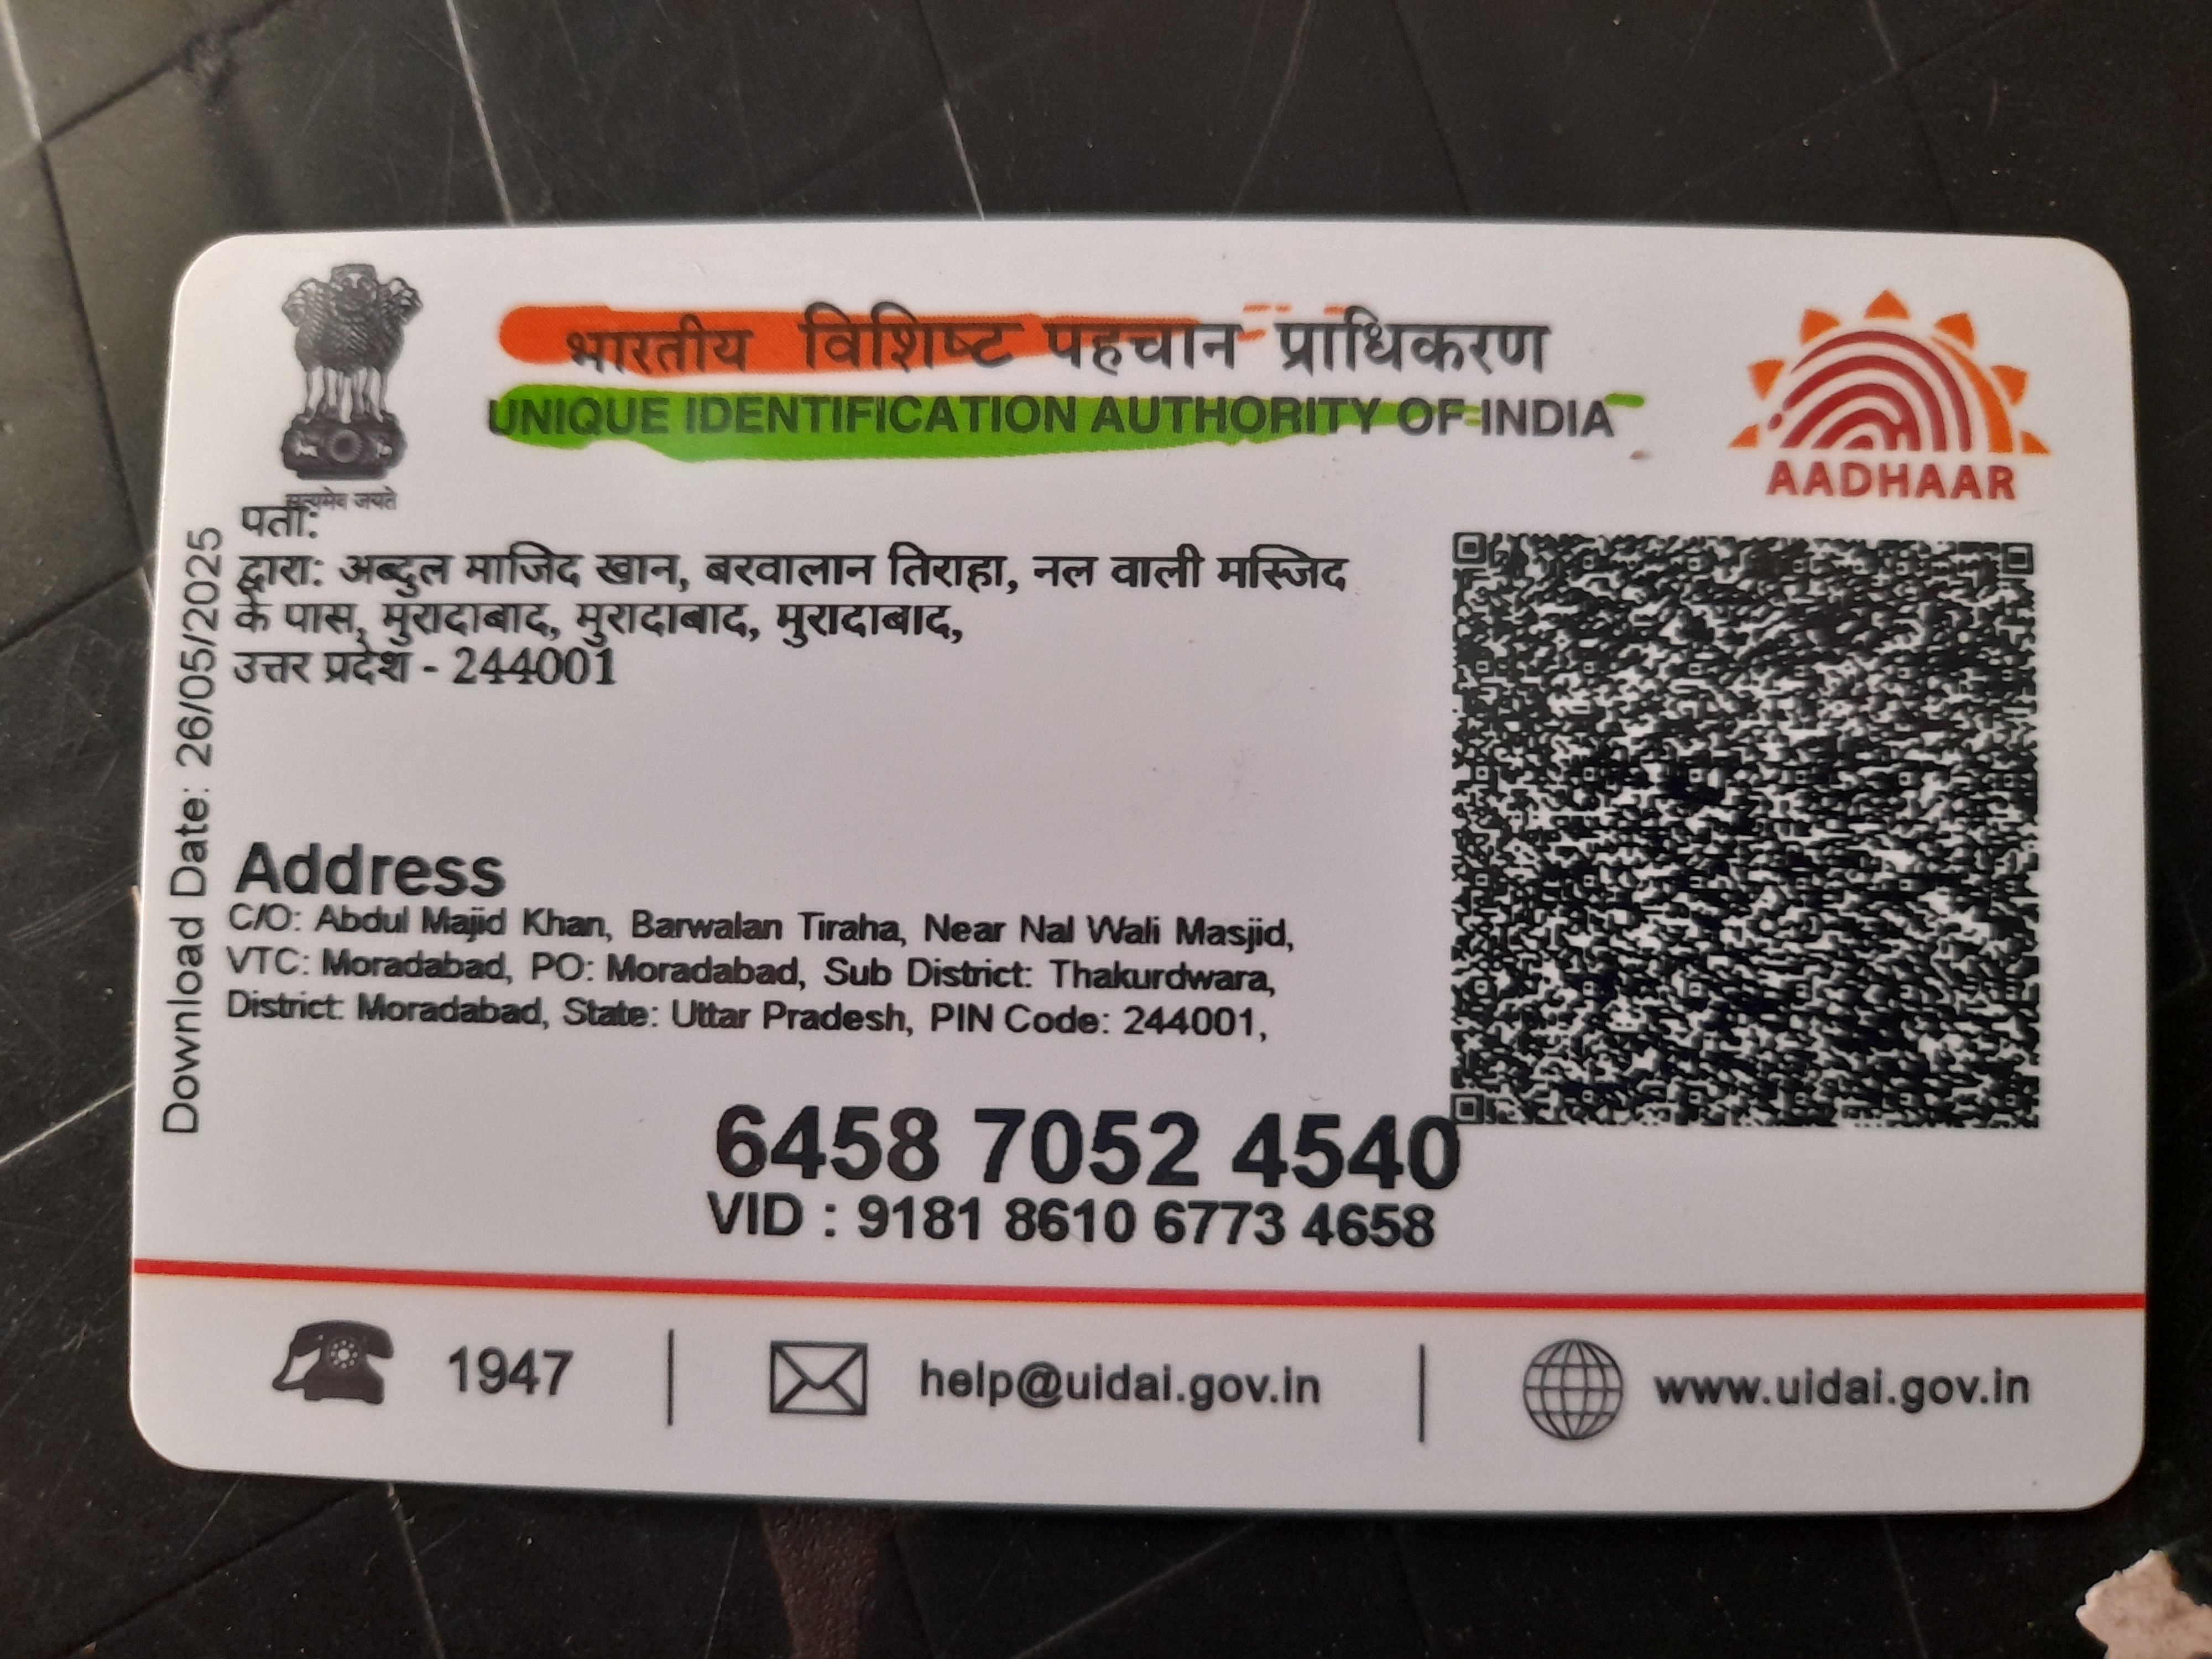 भारतीय विशिष्ट पहचान प्राधिकरण
UNIQUE IDENTIFICATION AUTHORITY OF INDIA
सत्यमेव जयते
AADHAAR
Download Date: 26/05/2025
पता:
द्वारा: अब्दुल माजिद खान, बरवालान तिराहा, नल वाली मस्जिद
के पास, मुरादाबाद, मुरादाबाद, मुरादाबाद,
उत्तर प्रदेश - 244001
Address
C/O: Abdul Majid Khan, Barwalan Tiraha, Near Nal Wali Masjid,
VTC: Moradabad, PO: Moradabad, Sub District: Thakurdwara,
District: Moradabad, State: Uttar Pradesh, PIN Code: 244001,
6458 7052 4540
VID : 9181 8610 6773 4658
1947
help@uidai.gov.in
www.uidai.gov.in